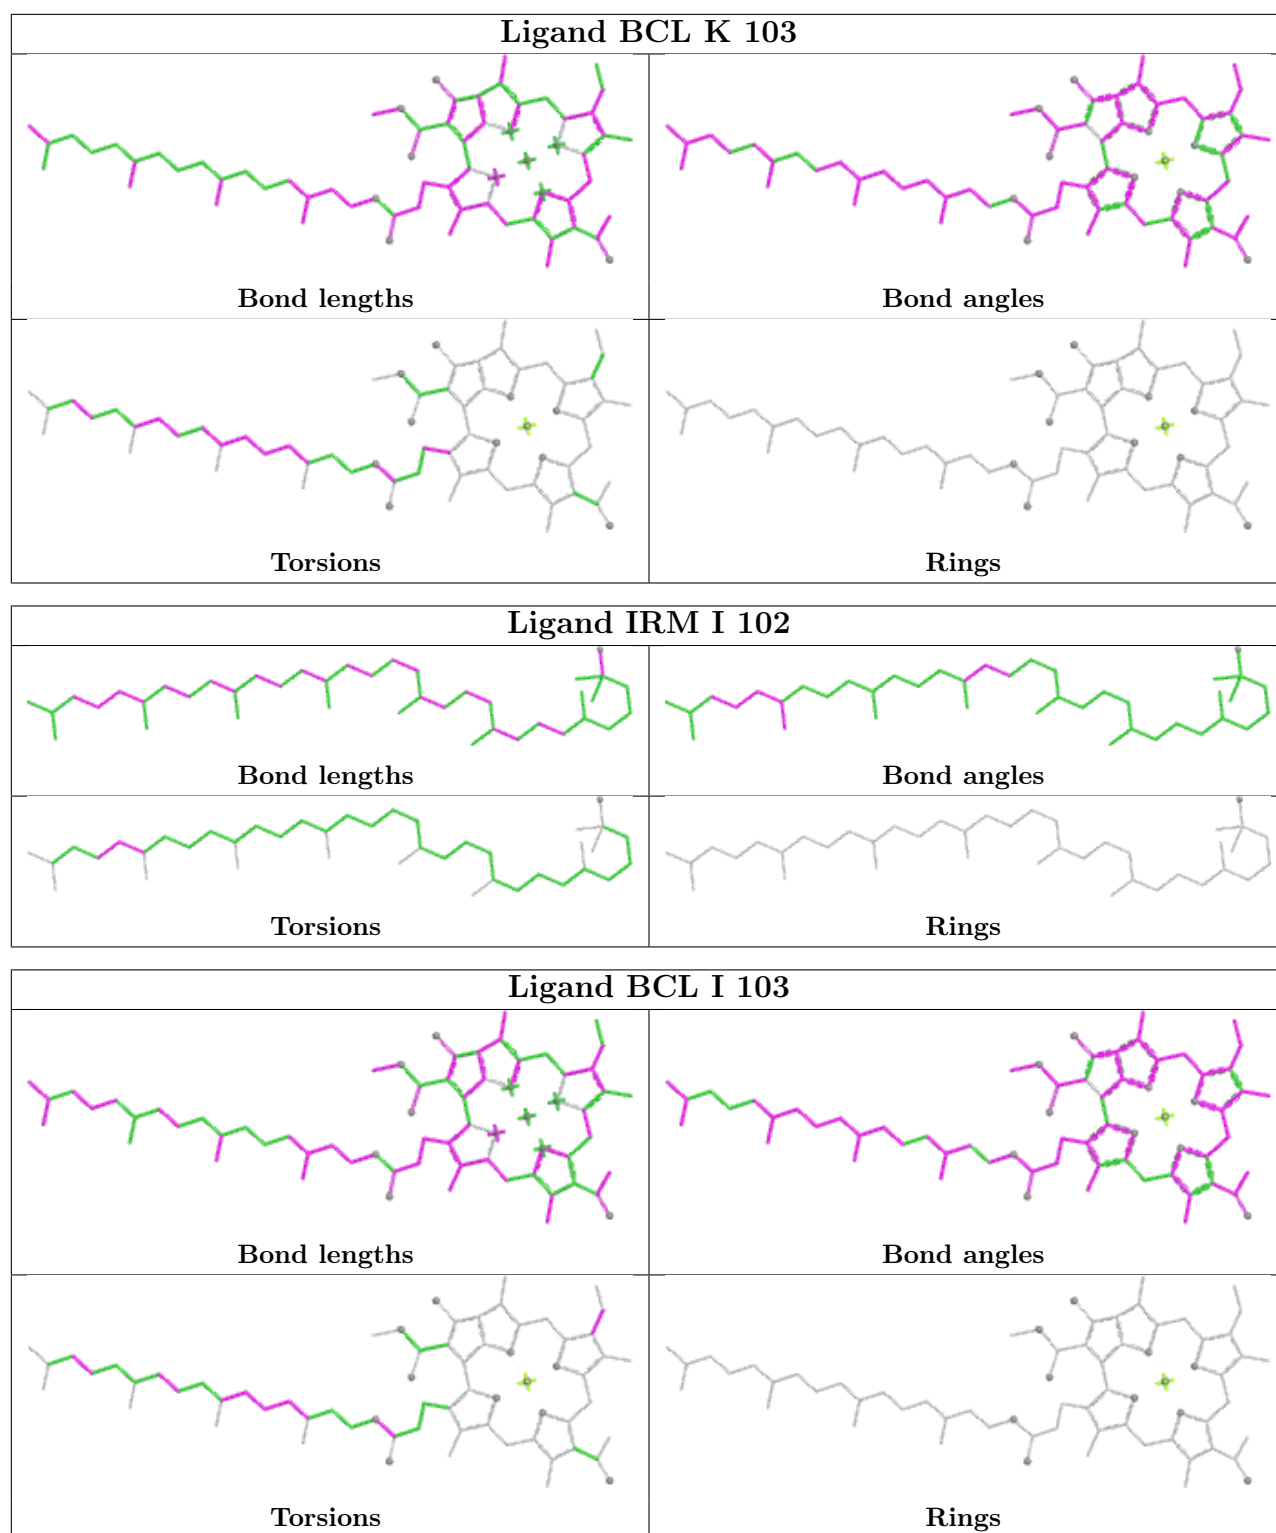 Ligand BCL K 103
Bond lengths
Bond angles
Torsions
Rings
Ligand IRM I 102
Bond lengths
Bond angles
Torsions
Rings
Ligand BCL I 103
Bond lengths
Bond angles
Torsions
Rings